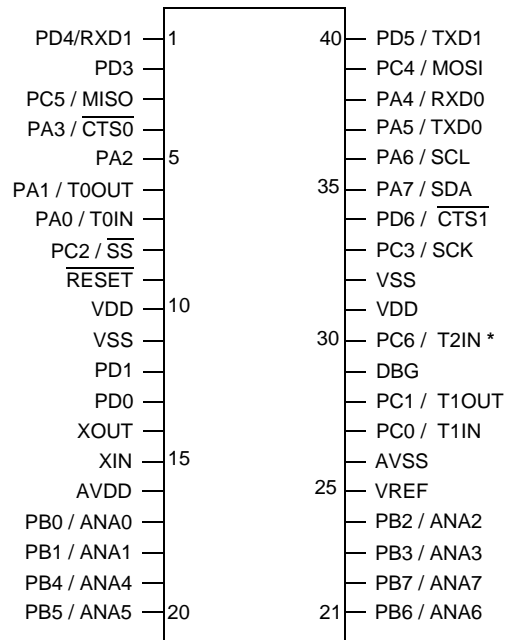 PD4/RXD1 1 40 PD5 / TXD1
PD3 PC4 / MOSI
PC5 / MISO PA4 / RXD0
PA3 / CTS0 PA5 / TXD0
PA2 5 PA6 / SCL
PA1 / T0OUT 35 PA7 / SDA
PA0 / T0IN PD6 / CTS1
PC2 / SS PC3 / SCK
RESET VSS
VDD 10 VDD
VSS 30 PC6 / T2IN *
PD1 DBG
PD0 PC1 / T1OUT
XOUT PC0 / T1IN
XIN 15 AVSS
AVDD 25 VREF
PB0 / ANA0 PB2 / ANA2
PB1 / ANA1 PB3 / ANA3
PB4 / ANA4 PB7 / ANA7
PB5 / ANA5 20 21 PB6 / ANA6